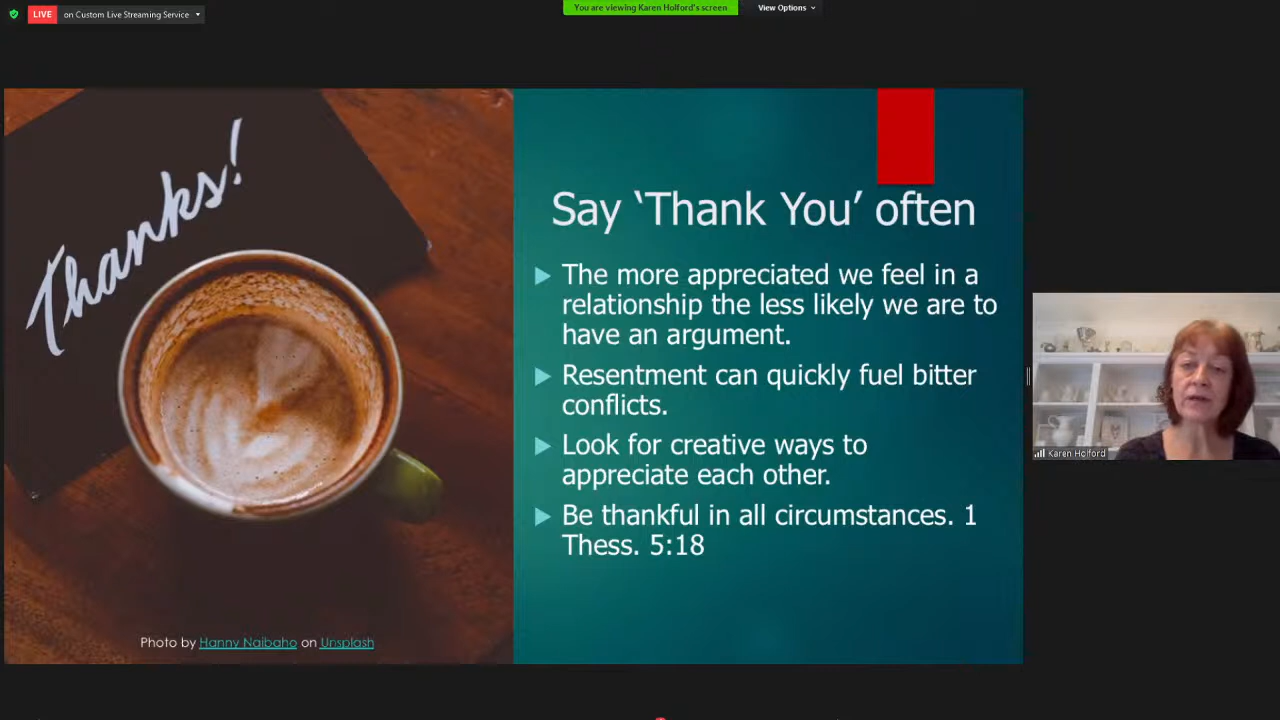 LIVE on Custom Live Streaming Service
You are viewing Karen Holford's screen
View Options
Thanks!
Say ‘Thank You’ often
The more appreciated we feel in a
relationship the less likely we are to
have an argument.
Resentment can quickly fuel bitter
conflicts.
Look for creative ways to
appreciate each other.
Be thankful in all circumstances. 1
Thess. 5:18
Photo by Hanny Naibaho on Unsplash
Karen Holford